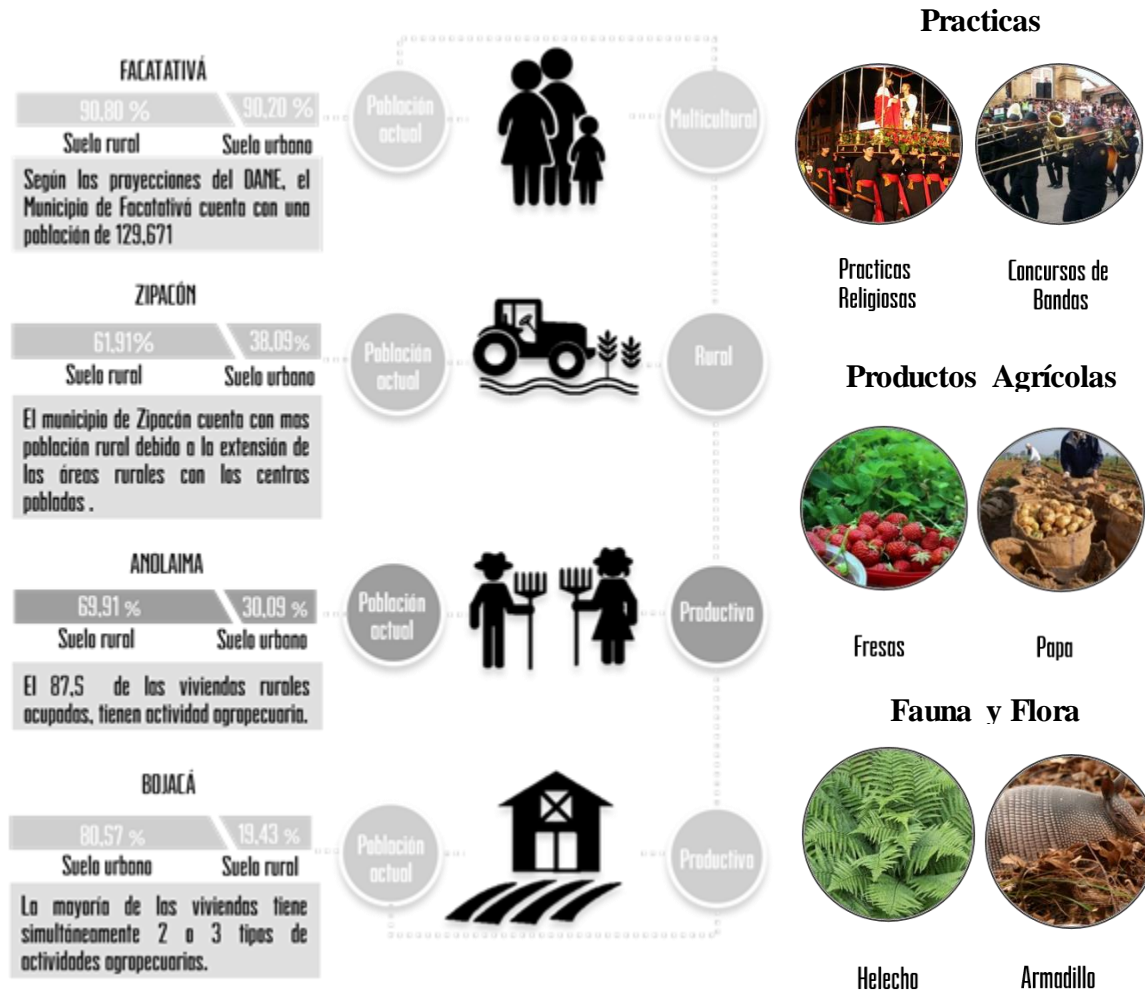 FACATATIVÁ
90,80 % 90,20 %
Suelo rural Suelo urbano
Según las proyecciones del DANE, el
Municipio de Facatativá cuenta con una
población de 129,671
Población
actual
Multicultural
ZIPACÓN
61,91% 38,09%
Suelo rural Suelo urbano
El municipio de Zipacón cuenta con mas
población rural debido a la extensión de
las áreas rurales con los centros
poblados .
Población
actual
Rural
ANOLAIMA
69,91 % 30,09 %
Suelo rural Suelo urbano
El 87,5 de las viviendas rurales
ocupadas, tienen actividad agropecuaria.
Población
actual
Productiva
BOJACÁ
80,57 % 19,43 %
Suelo urbano Suelo rural
La mayoría de las viviendas tiene
simultáneamente 2 o 3 tipos de
actividades agropecuarias.
Población
actual
Productiva
Practicas
Practicas
Religiosas
Concursos de
Bandas
Productos Agrícolas
Fresas
Papa
Fauna y Flora
Helecho
Armadillo